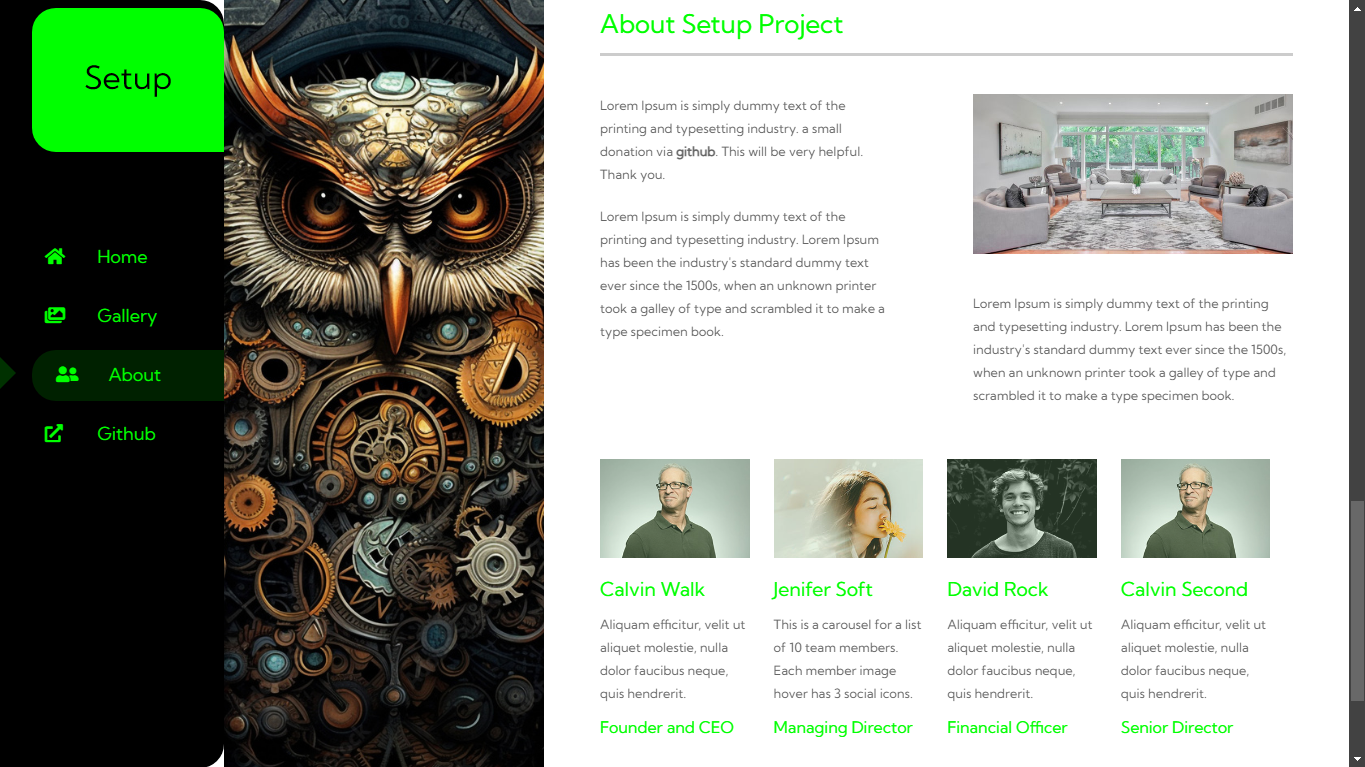 Setup
Home
Gallery
About
Github
About Setup Project
Lorem Ipsum is simply dummy text of the
printing and typesetting industry. a small
donation via github. This will be very helpful.
Thank you.
Lorem Ipsum is simply dummy text of the
printing and typesetting industry. Lorem Ipsum
has been the industry's standard dummy text
ever since the 1500s, when an unknown printer
took a galley of type and scrambled it to make a
type specimen book.
Lorem Ipsum is simply dummy text of the printing
and typesetting industry. Lorem Ipsum has been the
industry's standard dummy text ever since the 1500s,
when an unknown printer took a galley of type and
scrambled it to make a type specimen book.
Calvin Walk
Aliquam efficitur, velit ut
aliquet molestie, nulla
dolor faucibus neque,
quis hendrerit.
Founder and CEO
Jenifer Soft
This is a carousel for a list
of 10 team members.
Each member image
hover has 3 social icons.
Managing Director
David Rock
Aliquam efficitur, velit ut
aliquet molestie, nulla
dolor faucibus neque,
quis hendrerit.
Financial Officer
Calvin Second
Aliquam efficitur, velit ut
aliquet molestie, nulla
dolor faucibus neque,
quis hendrerit.
Senior Director